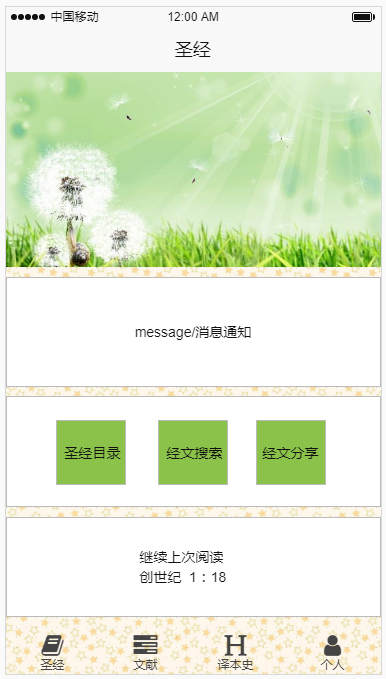 中国移动 12:00 AM
圣经
message/消息通知
圣经目录 经文搜索 经文分享
继续上次阅读
创世纪 1：18
圣经 文献 译本史 个人